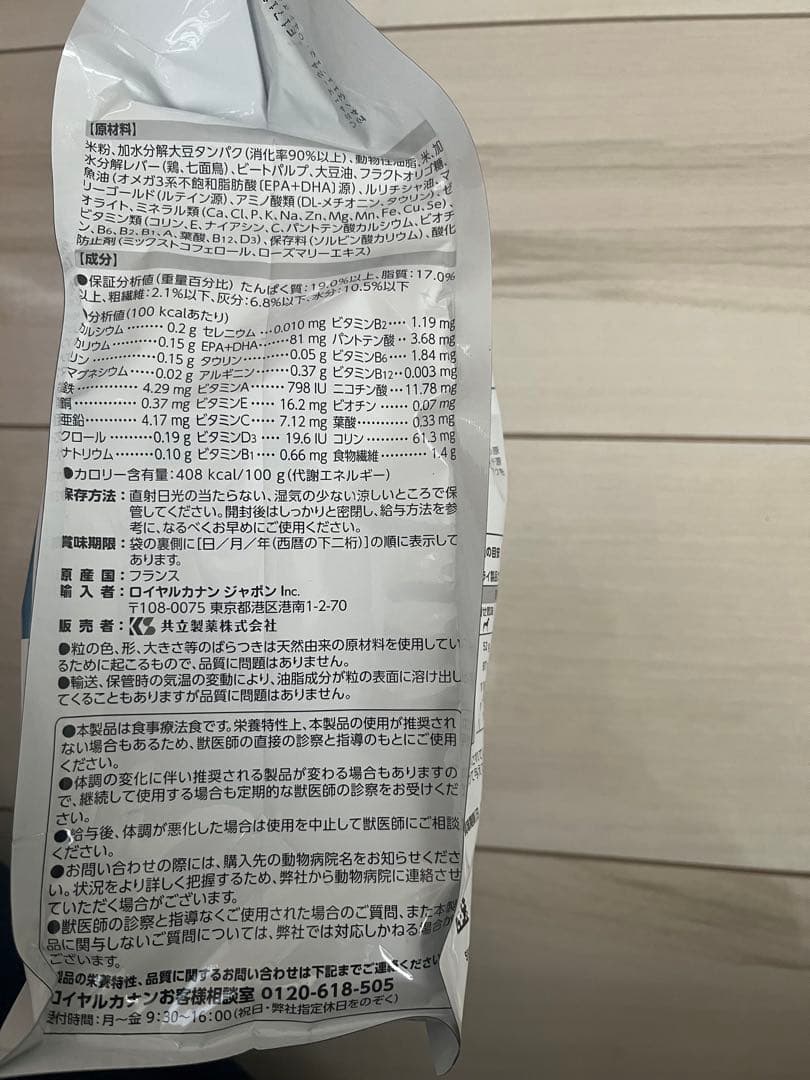 【原材料】
米粉、加水分解大豆タンパク(消化率90%以上)、動物性油脂、米、加
水分解レバー(鶏、七面鳥)、ビートパルプ、大豆油、フラクトオリゴ糖、
魚油(オメガ3系不飽和脂肪酸〔EPA+DHA〕源)、ルリチシャ油、マ
リーゴールド(ルテイン源)、アミノ酸類(DL-メチオニン、タウリン)、ゼ
オライト、ミネラル類(Ca,Cl,P,K,Na,Zn,Mg,Mn,Fe,Cu,Se)、
ビタミン類(コリン、E、ナイアシン、C、パントテン酸カルシウム、ビオチ
ン、B6、B2、B1、A、葉酸、B12、D3)、保存料(ソルビン酸カリウム)、酸化
防止剤(ミックストコフェロール、ローズマリーエキス)
【成分】
●保証分析値(重量百分比) たんぱく質:19.0%以上、脂質:17.0%
以上、粗繊維:2.1%以下、灰分:6.8%以下、水分:10.5%以下
分析値(100 kcalあたり)
カルシウム········0.2 g セレニウム···0.010 mg ビタミンB2····1.19 mg
カリウム········0.15 g EPA+DHA·······81 mg パントテン酸··3.68 mg
リン········0.15 g タウリン········0.05 g ビタミンB6····1.84 mg
マグネシウム·····0.02 g アルギニン·······0.37 g ビタミンB12··0.003 mg
鉄········4.29 mg ビタミンA·······798 IU ニコチン酸···11.78 mg
銅········0.37 mg ビタミンE·····16.2 mg ビオチン······0.07 mg
亜鉛········4.17 mg ビタミンC·····7.12 mg 葉酸········0.33 mg
クロール········0.19 g ビタミンD3····19.6 IU コリン········61.3 mg
ナトリウム········0.10 g ビタミンB1···0.66 mg 食物繊維········1.4 g
●カロリー含有量:408 kcal/100 g(代謝エネルギー)
保存方法:直射日光の当たらない、湿気の少ない涼しいところで保
管してください。開封後はしっかりと密閉し、給与方法を参
考に、なるべくお早めにご使用ください。
賞味期限:袋の裏側に[日/月/年(西暦の下二桁)]の順に表示して
あります。
原産国:フランス
輸入者:ロイヤルカナン ジャポン Inc.
〒108-0075 東京都港区港南1-2-70
販売者:KS 共立製薬株式会社
●粒の色、形、大きさ等のばらつきは天然由来の原材料を使用してい
るために起こるもので、品質に問題はありません。
●輸送、保管時の気温の変動により、油脂成分が粒の表面に溶け出し
てくることもありますが品質に問題はありません。
●本製品は食事療法食です。栄養特性上、本製品の使用が推奨され
ない場合もあるため、獣医師の直接の診察と指導のもとにご使用
ください。
●体調の変化に伴い推奨される製品が変わる場合もありますの
で、継続して使用する場合も定期的な獣医師の診察をお受けくだ
さい。
●給与後、体調が悪化した場合は使用を中止して獣医師にご相談
ください。
●お問い合わせの際には、購入先の動物病院名をお知らせくださ
い。状況をより詳しく把握するため、弊社から動物病院に連絡させ
ていただく場合がございます。
●獣医師の診察と指導なくご使用された場合のご質問、また本製
品に関与しないご質問については、弊社では対応しかねる場合が
ございます。
製品の栄養特性、品質に関するお問い合わせは下記までご連絡ください
ロイヤルカナンお客様相談室 0120-618-505
受付時間:月〜金 9:30〜16:00(祝日・弊社指定休日をのぞく)